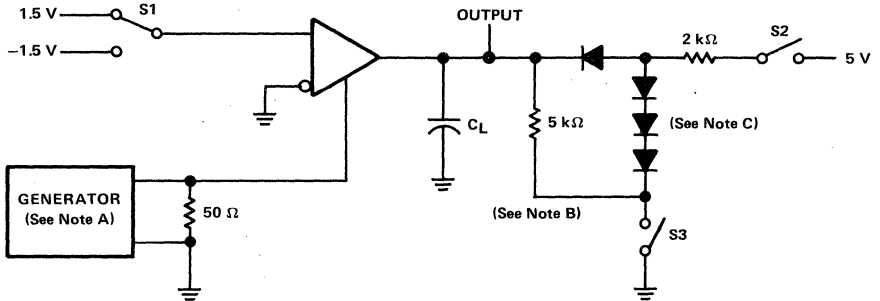 1.5 V
S1
−1.5 V
OUTPUT
2 kΩ
S2
5 V
CL
5 kΩ
(See Note C)
GENERATOR
(See Note A)
50 Ω
(See Note B)
S3